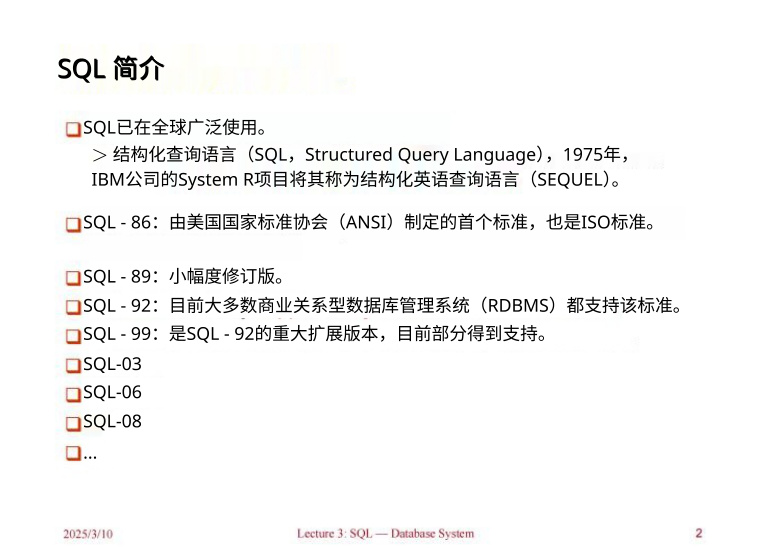 SQL 简介
❑SQL已在全球广泛使用。
＞ 结构化查询语言（SQL，Structured Query Language），1975年，
IBM公司的System R项目将其称为结构化英语查询语言（SEQUEL）。
❑SQL - 86：由美国国家标准协会（ANSI）制定的首个标准，也是ISO标准。
❑SQL - 89：小幅度修订版。
❑SQL - 92：目前大多数商业关系型数据库管理系统（RDBMS）都支持该标准。
❑SQL - 99：是SQL - 92的重大扩展版本，目前部分得到支持。
❑SQL-03
❑SQL-06
❑SQL-08
❑...
2025/3/10 Lecture 3: SQL — Database System 2